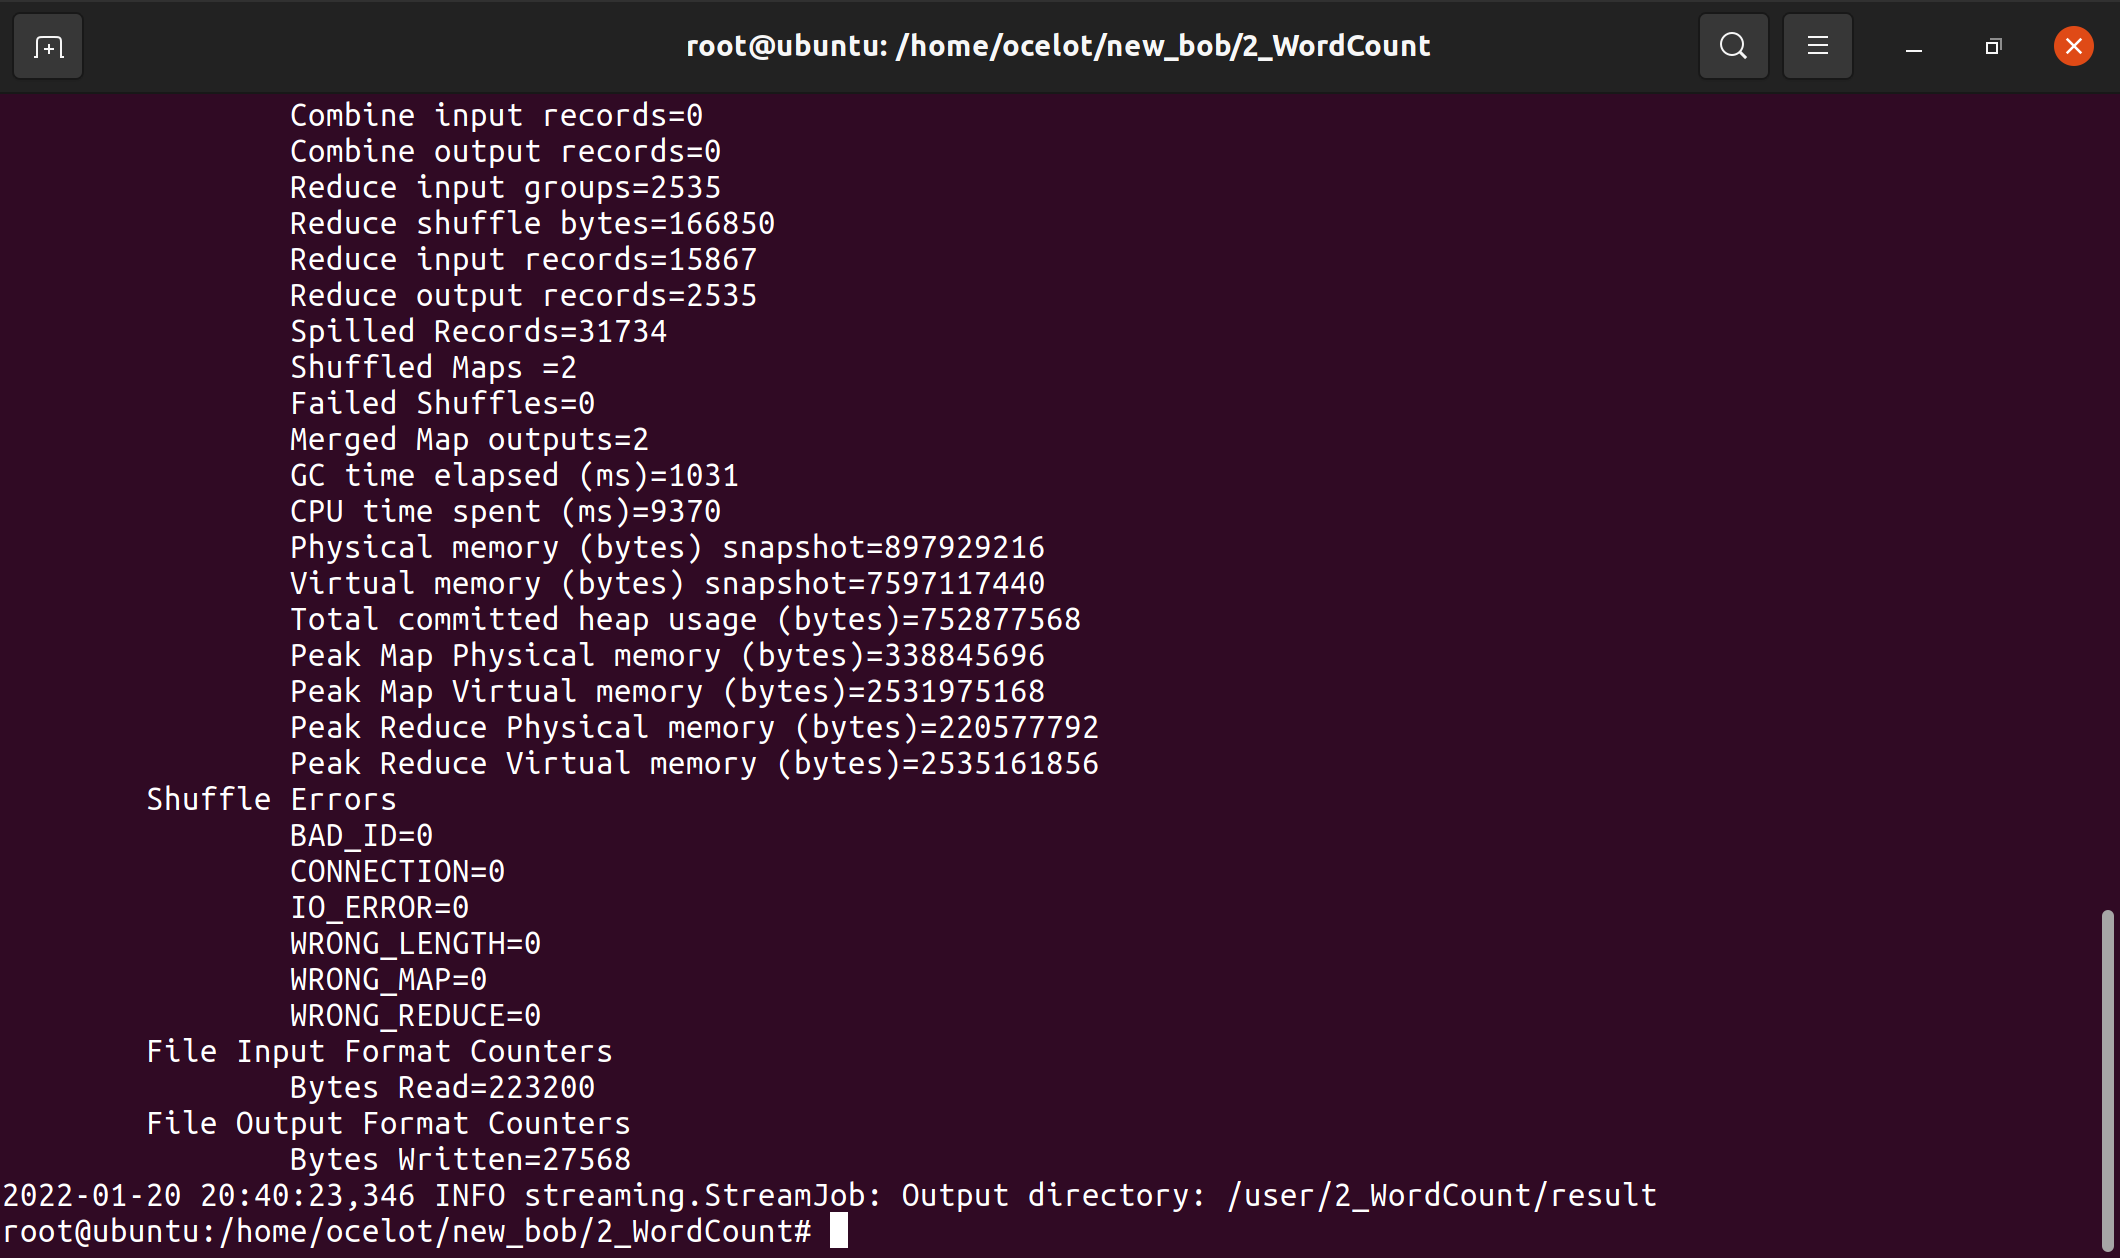 root@ubuntu: /home/ocelot/new_bob/2_WordCount
Combine input records=0
Combine output records=0
Reduce input groups=2535
Reduce shuffle bytes=166850
Reduce input records=15867
Reduce output records=2535
Spilled Records=31734
Shuffled Maps =2
Failed Shuffles=0
Merged Map outputs=2
GC time elapsed (ms)=1031
CPU time spent (ms)=9370
Physical memory (bytes) snapshot=897929216
Virtual memory (bytes) snapshot=7597117440
Total committed heap usage (bytes)=752877568
Peak Map Physical memory (bytes)=338845696
Peak Map Virtual memory (bytes)=2531975168
Peak Reduce Physical memory (bytes)=220577792
Peak Reduce Virtual memory (bytes)=2535161856
Shuffle Errors
BAD_ID=0
CONNECTION=0
IO_ERROR=0
WRONG_LENGTH=0
WRONG_MAP=0
WRONG_REDUCE=0
File Input Format Counters
Bytes Read=223200
File Output Format Counters
Bytes Written=27568
2022-01-20 20:40:23,346 INFO streaming.StreamJob: Output directory: /user/2_WordCount/result
root@ubuntu:/home/ocelot/new_bob/2_WordCount#